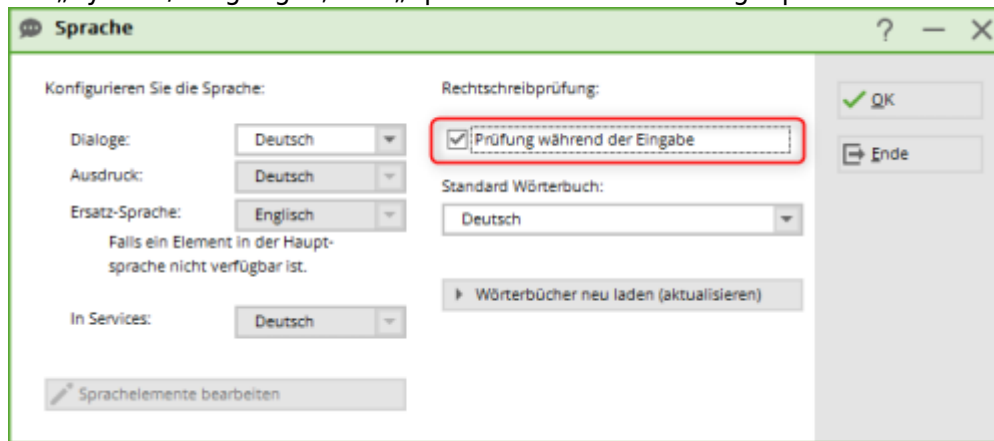 Sprache
Konfigurieren Sie die Sprache:
Dialoge: Deutsch
Ausdruck: Deutsch
Ersatz-Sprache: Englisch
Falls ein Element in der Haupt-
sprache nicht verfügbar ist.
In Services: Deutsch
Sprachelemente bearbeiten
Rechtschreibprüfung:
Prüfung während der Eingabe
Standard Wörterbuch:
Deutsch
Wörterbücher neu laden (aktualisieren)
OK
Ende